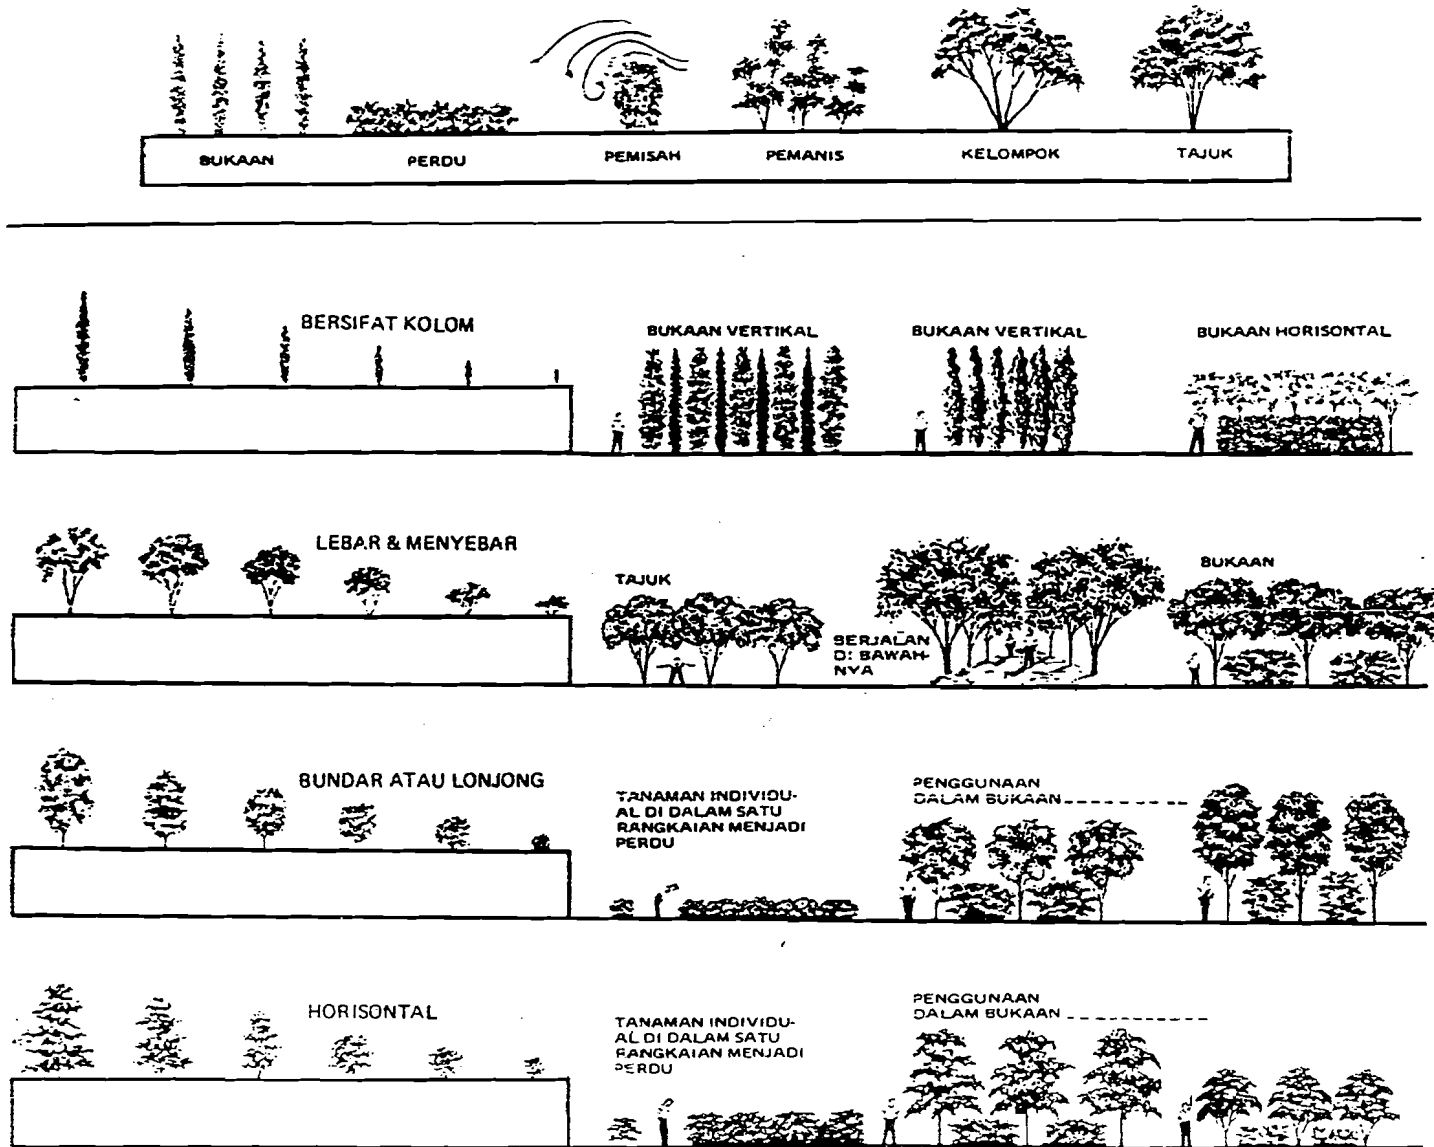 BUKAAN
PERDU
PEMISAH
PEMANIS
KELOMPOK
TAJUK
BERSIFAT KOLOM
BUKAAN VERTIKAL
BUKAAN VERTIKAL
BUKAAN HORISONTAL
LEBAR & MENYEBAR
TAJUK
BERJALAN
DI BAWAH-
NYA
BUKAAN
BUNDAR ATAU LONJONG
TANAMAN INDIVIDU-
AL DI DALAM SATU
RANGKAIAN MENJADI
PERDU
PENGGUNAAN
DALAM BUKAAN
HORISONTAL
TANAMAN INDIVIDU-
AL DI DALAM SATU
RANGKAIAN MENJADI
PERDU
PENGGUNAAN
DALAM BUKAAN